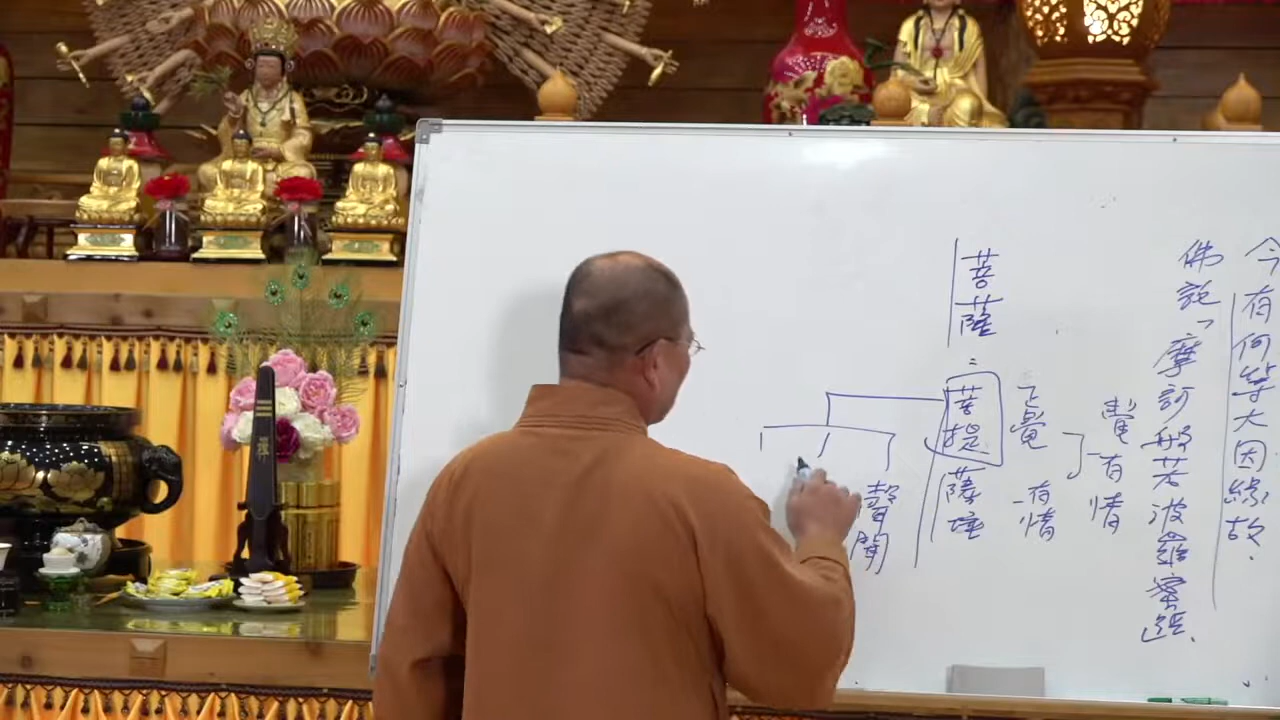 今有何等大因緣故.
佛說「摩訶般若波羅蜜經、
覺有情
覺
有情
菩薩=
菩提薩埵
聲聞